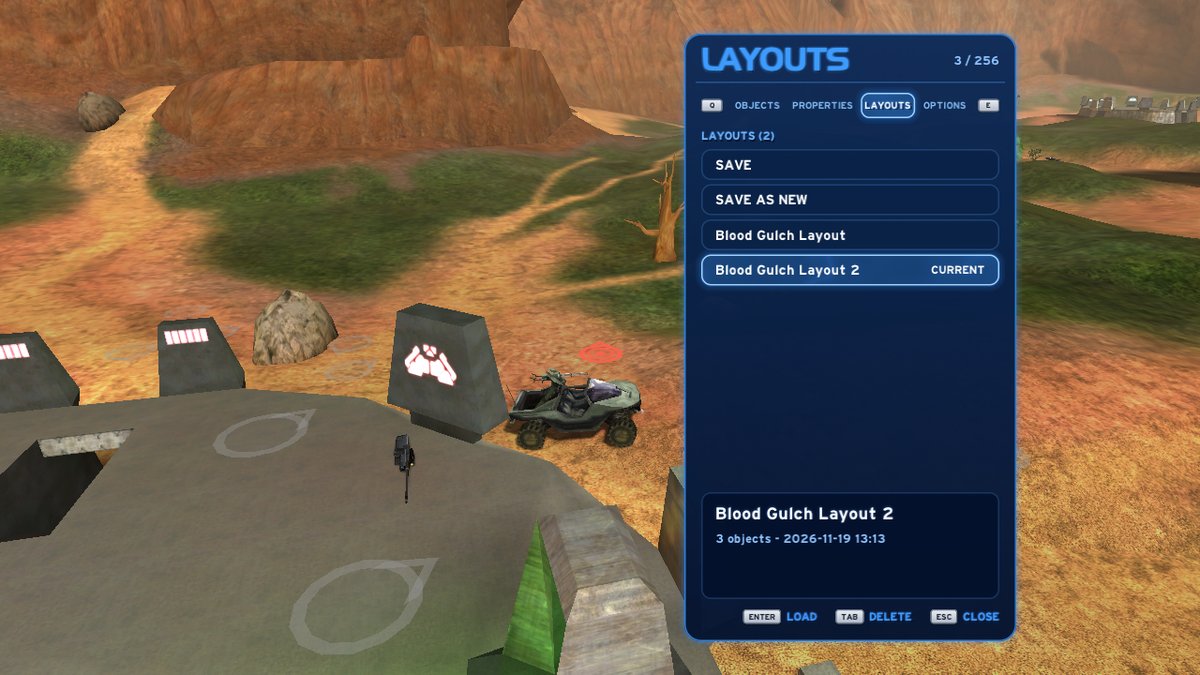 LAYOUTS
3 / 256
Q OBJECTS PROPERTIES LAYOUTS OPTIONS E
LAYOUTS (2)
SAVE
SAVE AS NEW
Blood Gulch Layout
Blood Gulch Layout 2 CURRENT
Blood Gulch Layout 2
3 objects - 2026-11-19 13:13
ENTER LOAD TAB DELETE ESC CLOSE